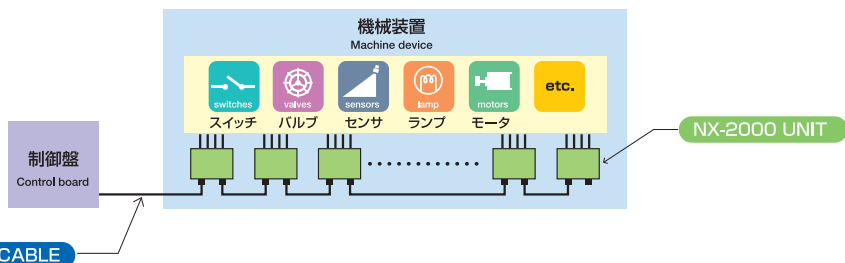 機械装置
Machine device
switches
valves
sensors
lamp
motors
etc.
スイッチ
バルブ
センサ
ランプ
モータ
制御盤
Control board
NX-2000 UNIT
CABLE